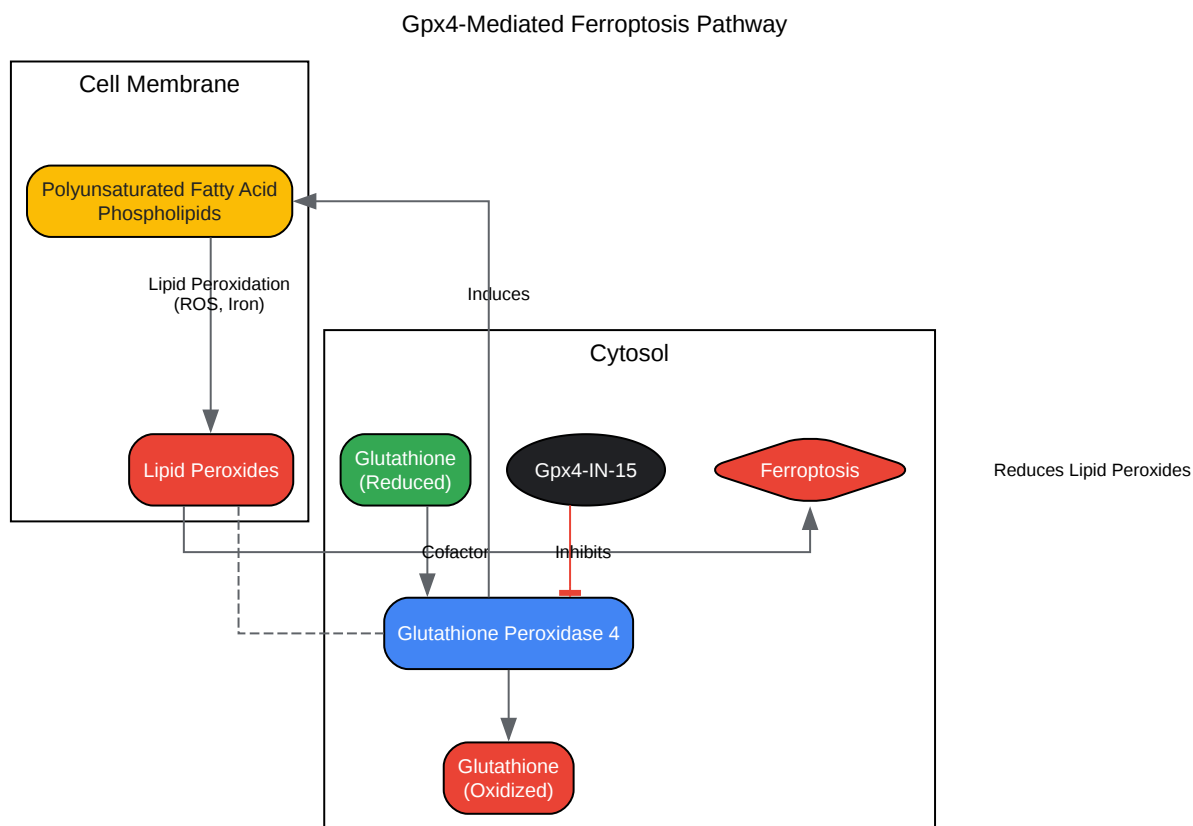 Gpx4-Mediated Ferroptosis Pathway
Cell Membrane
Polyunsaturated Fatty Acid
Phospholipids
Lipid Peroxidation
(ROS, Iron)
Induces
Cytosol
Lipid Peroxides
Glutathione
(Reduced)
Gpx4-IN-15
Ferroptosis
Reduces Lipid Peroxides
Cofactor
Inhibits
Glutathione Peroxidase 4
Glutathione
(Oxidized)